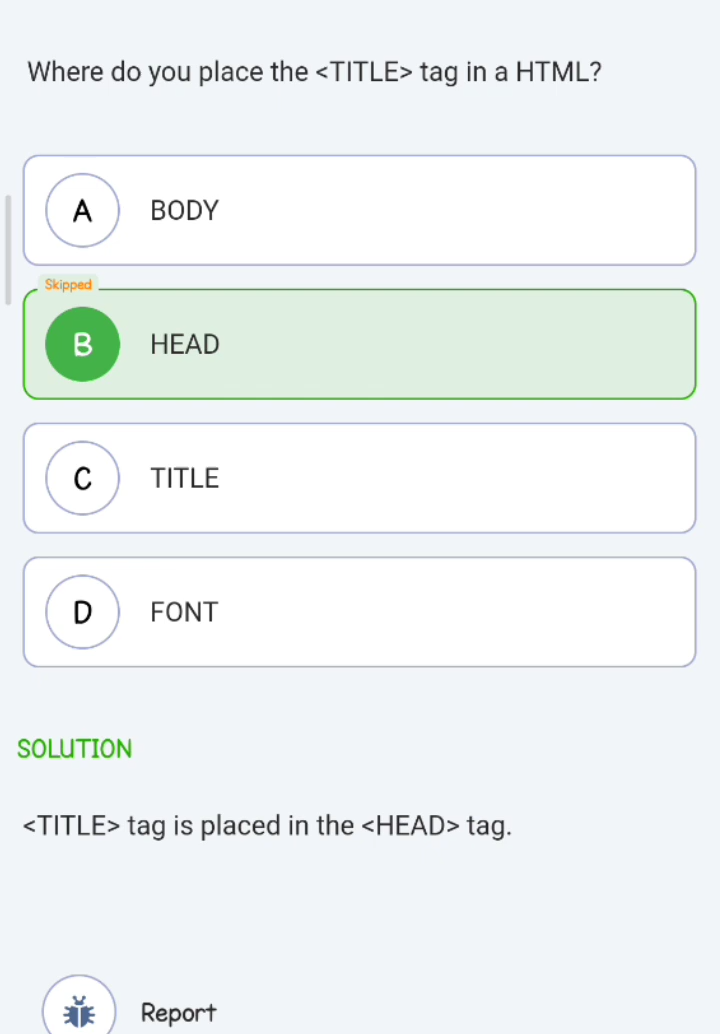 Where do you place the <TITLE> tag in a HTML?
A BODY
Skipped
B HEAD
C TITLE
D FONT
SOLUTION
<TITLE> tag is placed in the <HEAD> tag.
Report